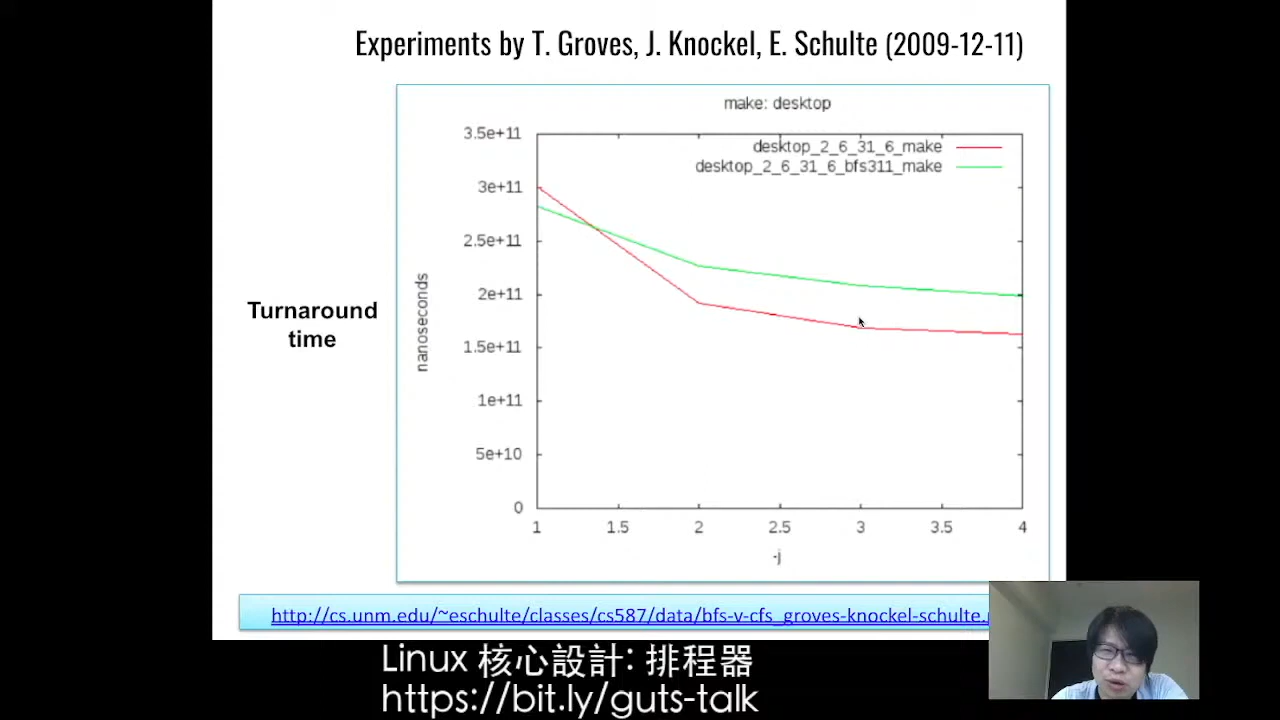 Experiments by T. Groves, J. Knockel, E. Schulte (2009-12-11)
make: desktop
3.5e+11
desktop_2_6_31_6_make
desktop_2_6_31_6_bfs311_make
3e+11
2.5e+11
2e+11
1.5e+11
1e+11
5e+10
0
nanoseconds
Turnaround
time
1 1.5 2 2.5 3 3.5 4
-j
http://cs.unm.edu/~eschulte/classes/cs587/data/bfs-v-cfs_groves-knockel-schulte.
Linux 核心設計: 排程器
https://bit.ly/guts-talk